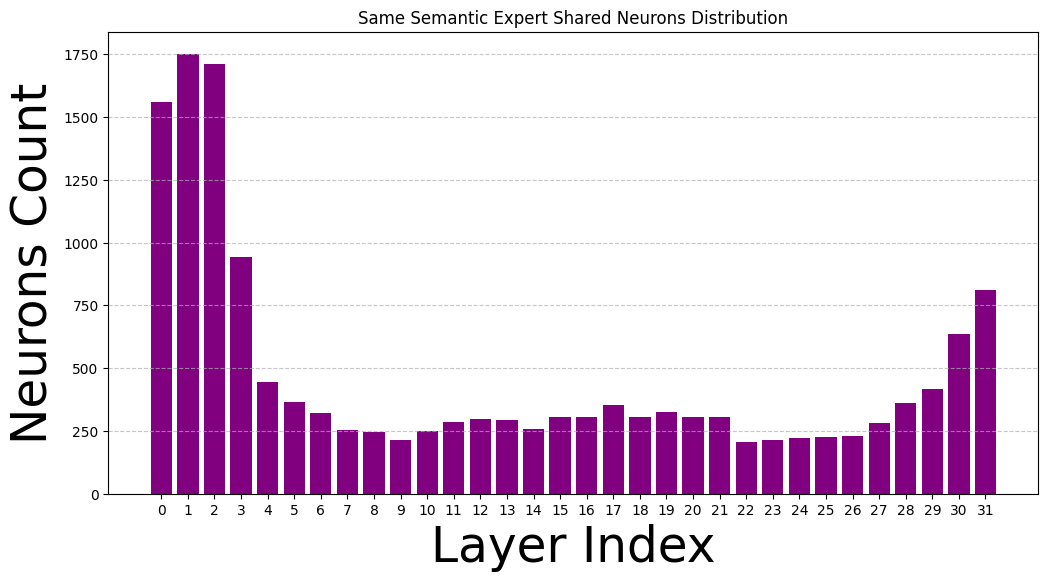 Same Semantic Expert Shared Neurons Distribution
Neurons Count
1750
1500
1250
1000
750
500
250
0
0 1 2 3 4 5 6 7 8 9 10 11 12 13 14 15 16 17 18 19 20 21 22 23 24 25 26 27 28 29 30 31
Layer Index